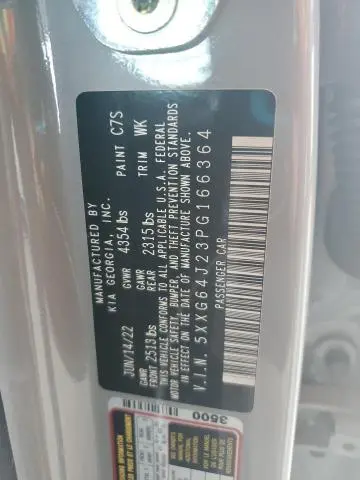 MANUFACTURED BY
KIA GEORGIA, INC.
PAINT C7S
JUN/14/22
GVWR 4354 lbs
TRIM WK
GAWR FRONT 2513 lbs
GAWR REAR 2315 lbs
THIS VEHICLE CONFORMS TO ALL APPLICABLE U.S.A. FEDERAL
MOTOR VEHICLE SAFETY, BUMPER, AND THEFT PREVENTION STANDARDS
IN EFFECT ON THE DATE OF MANUFACTURE SHOWN ABOVE.
V.I.N. 5XXG64J23PG166364
PASSENGER CAR
3500